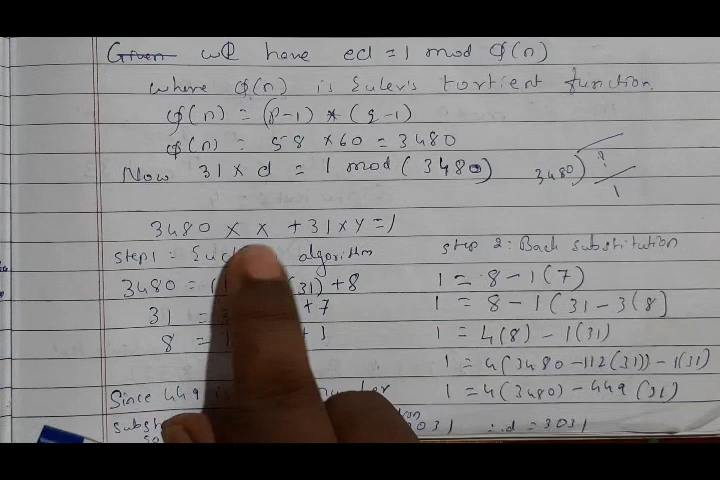 Given we have ed = 1 mod φ(n)
where φ(n) is Euler's tortient function.
φ(n) = (p-1) * (q-1)
φ(n) = 58 × 60 = 3480
Now 31 × d = 1 mod (3480)
3480) ?
1
3480 × x + 31 × y = 1
step 1 = algorithm
3480 = (31) + 8
31 = + 7
8 = + 1
Since 449 is
step 2: Back substitution
1 = 8 - 1(7)
1 = 8 - 1(31 - 3(8]
1 = 4(8) - 1(31)
1 = 4(3480 - 112(31)) - 1(31)
1 = 4(3480) - 449(31)
∴ d = 3031